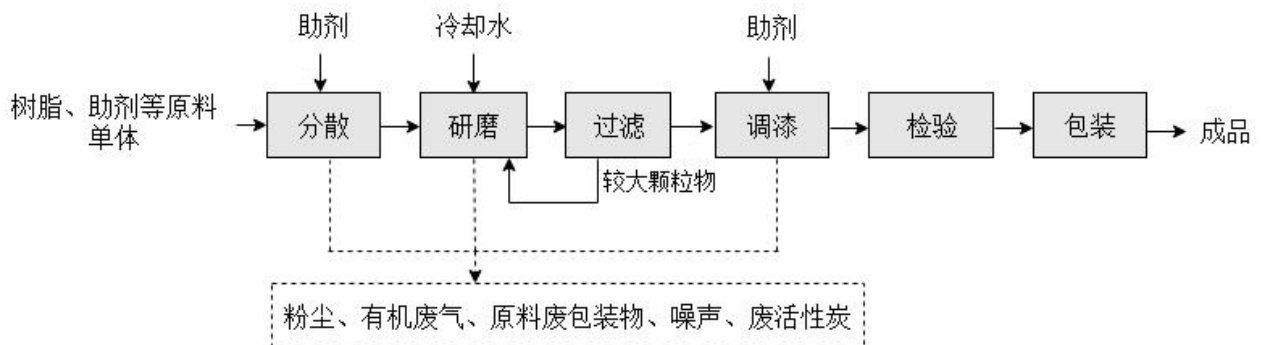 助剂
冷却水
助剂
树脂、助剂等原料
单体
分散
研磨
过滤
调漆
检验
包装
成品
较大颗粒物
粉尘、有机废气、原料废包装物、噪声、废活性炭